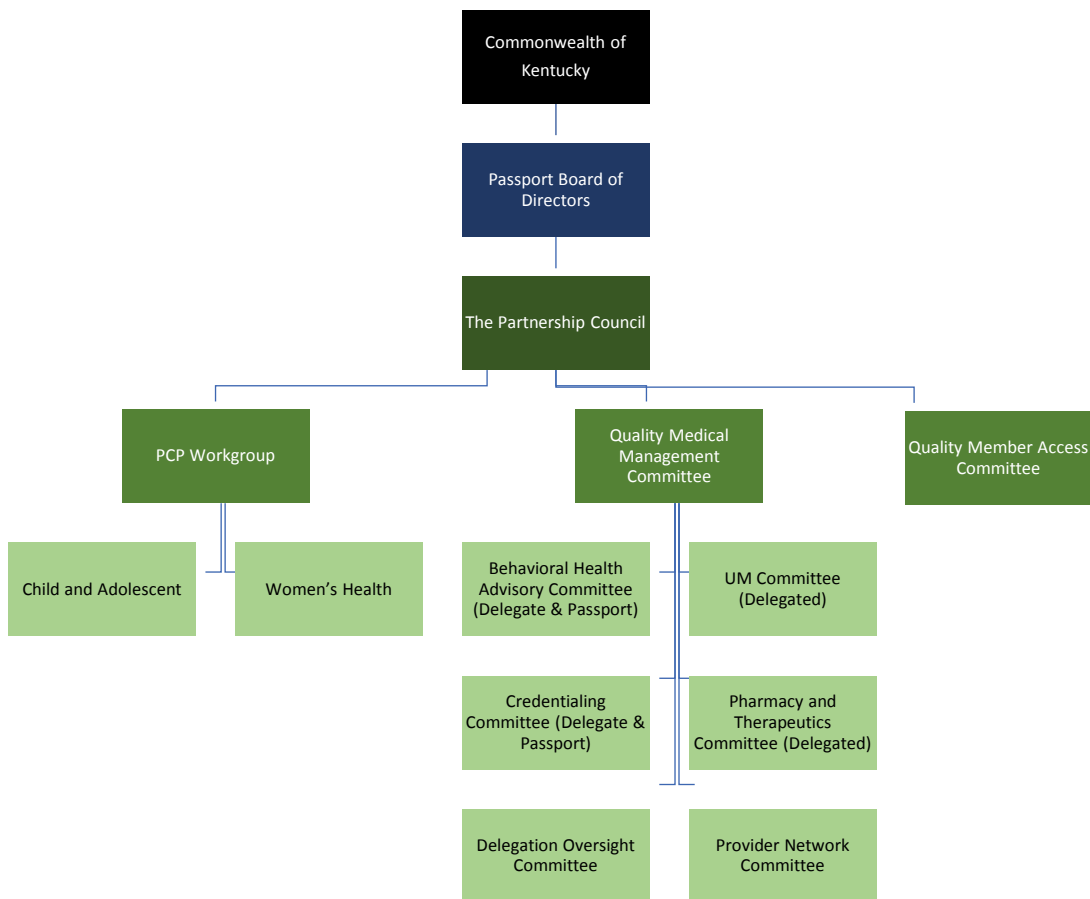 Commonwealth of
Kentucky
Passport Board of
Directors
The Partnership Council
PCP Workgroup
Quality Medical
Management
Committee
Quality Member Access
Committee
Child and Adolescent
Women’s Health
Behavioral Health
Advisory Committee
(Delegate & Passport)
UM Committee
(Delegated)
Credentialing
Committee (Delegate &
Passport)
Pharmacy and
Therapeutics
Committee (Delegated)
Delegation Oversight
Committee
Provider Network
Committee